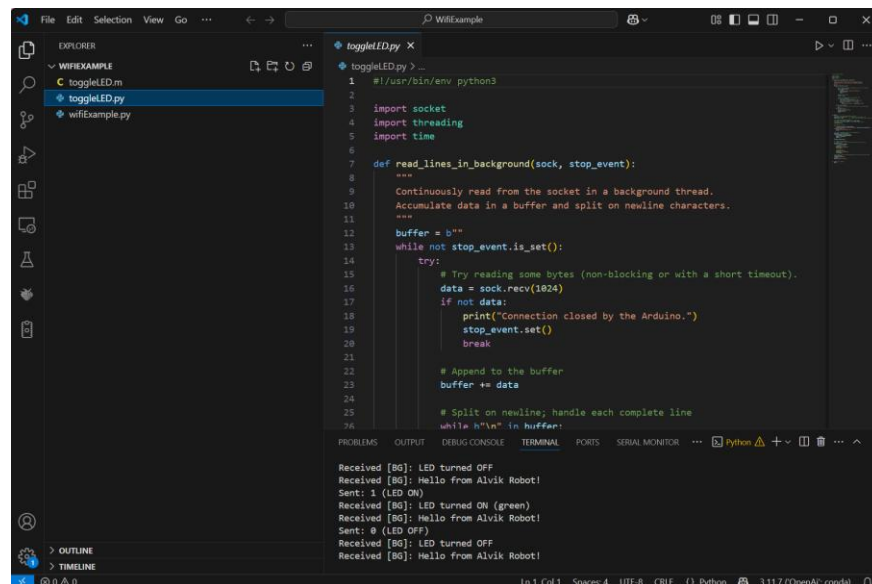 File Edit Selection View Go ··· WifiExample
EXPLORER ···
WIFIEXAMPLE
C toggleLED.m
toggleLED.py
wifiExample.py
toggleLED.py
toggleLED.py > ...
1 #!/usr/bin/env python3
2
3 import socket
4 import threading
5 import time
6
7 def read_lines_in_background(sock, stop_event):
8 """
9 Continuously read from the socket in a background thread.
10 Accumulate data in a buffer and split on newline characters.
11 """
12 buffer = b""
13 while not stop_event.is_set():
14 try:
15 # Try reading some bytes (non-blocking or with a short timeout).
16 data = sock.recv(1024)
17 if not data:
18 print("Connection closed by the Arduino.")
19 stop_event.set()
20 break
21
22 # Append to the buffer
23 buffer += data
24
25 # Split on newline; handle each complete line
26 while b"\n" in buffer:
PROBLEMS OUTPUT DEBUG CONSOLE TERMINAL PORTS SERIAL MONITOR ··· Python
Received [BG]: LED turned OFF
Received [BG]: Hello from Alvik Robot!
Sent: 1 (LED ON)
Received [BG]: LED turned ON (green)
Received [BG]: Hello from Alvik Robot!
Sent: 0 (LED OFF)
Received [BG]: LED turned OFF
Received [BG]: Hello from Alvik Robot!
> OUTLINE
> TIMELINE
1
0 0 Ln 1, Col 1 Spaces: 4 UTF-8 CRLF {} Python 3.11.7 ('OpenAI': conda)